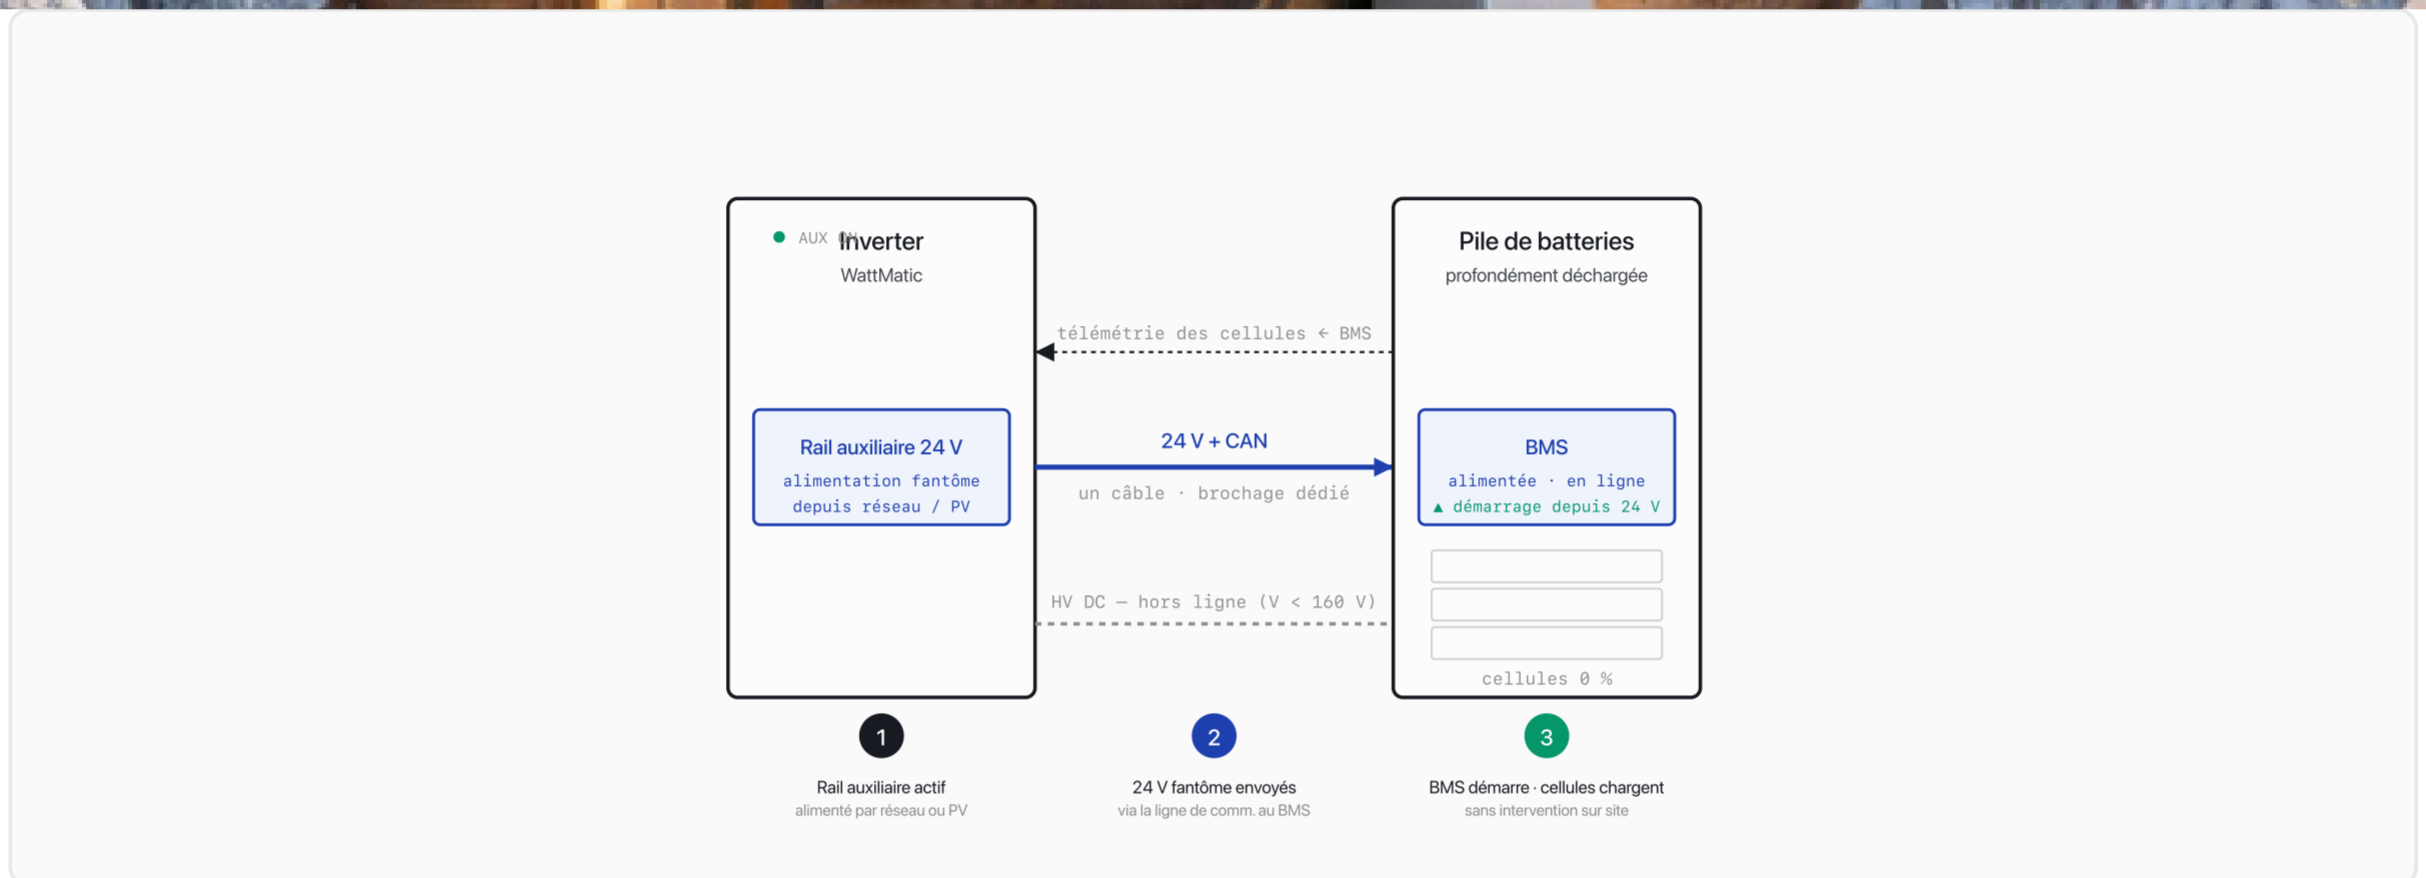 AUX ON
Inverter
WattMatic
Pile de batteries
profondément déchargée
télémétrie des cellules ← BMS
Rail auxiliaire 24 V
alimentation fantôme
depuis réseau / PV
24 V + CAN
un câble · brochage dédié
BMS
alimentée · en ligne
▲ démarrage depuis 24 V
HV DC — hors ligne (V < 160 V)
cellules 0 %
1
Rail auxiliaire actif
alimenté par réseau ou PV
2
24 V fantôme envoyés
via la ligne de comm. au BMS
3
BMS démarre · cellules chargent
sans intervention sur site